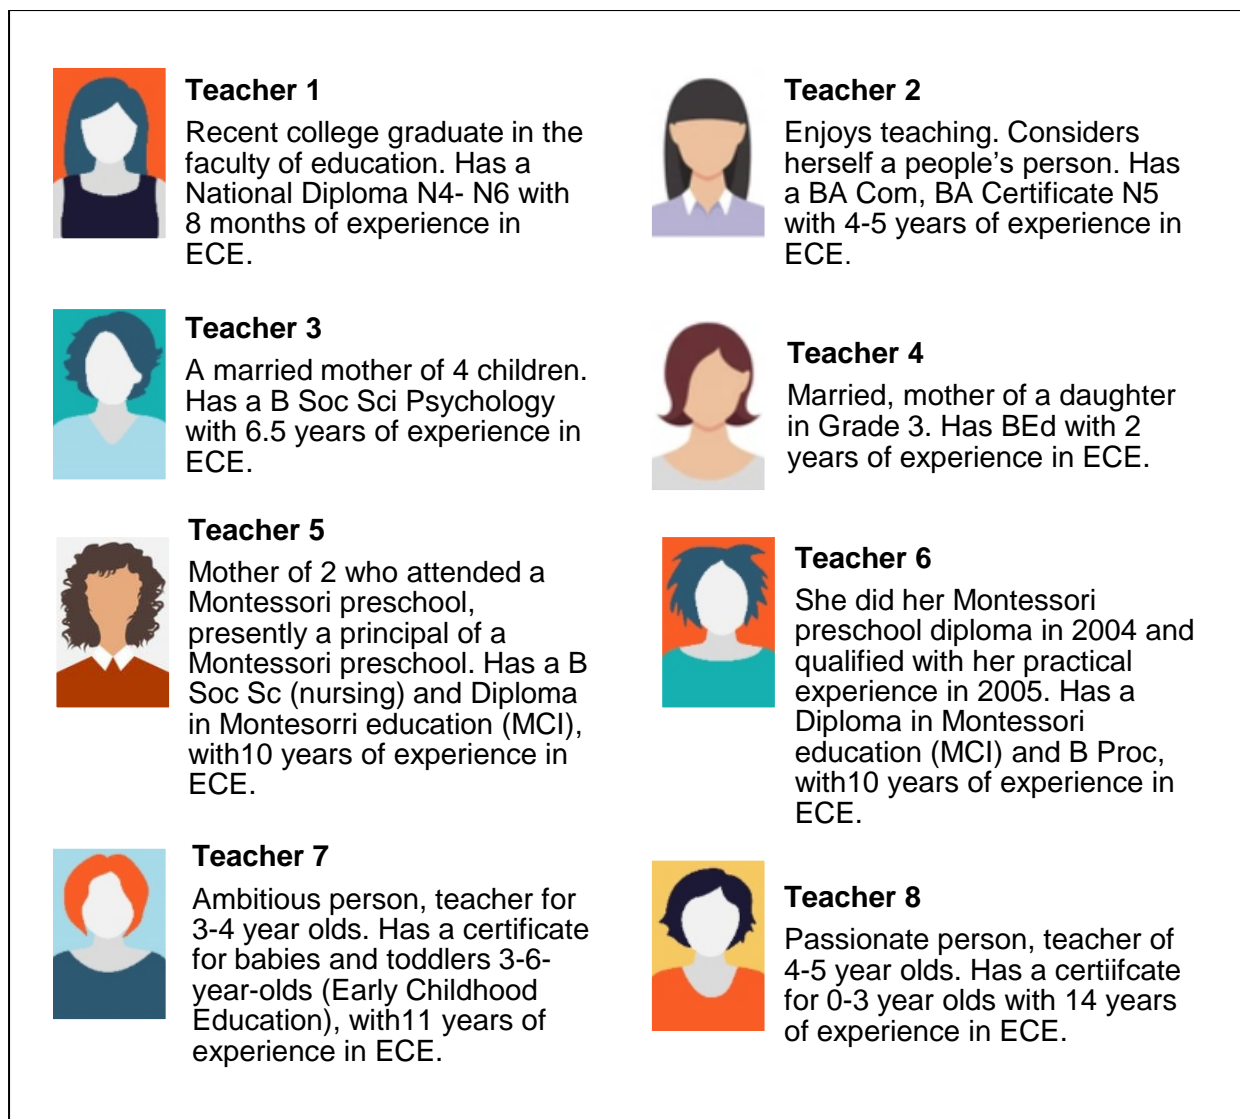 Teacher 1
Recent college graduate in the
faculty of education. Has a
National Diploma N4- N6 with
8 months of experience in
ECE.
Teacher 2
Enjoys teaching. Considers
herself a people’s person. Has
a BA Com, BA Certificate N5
with 4-5 years of experience in
ECE.
Teacher 3
A married mother of 4 children.
Has a B Soc Sci Psychology
with 6.5 years of experience in
ECE.
Teacher 4
Married, mother of a daughter
in Grade 3. Has BEd with 2
years of experience in ECE.
Teacher 5
Mother of 2 who attended a
Montessori preschool,
presently a principal of a
Montessori preschool. Has a B
Soc Sc (nursing) and Diploma
in Montesorri education (MCI),
with10 years of experience in
ECE.
Teacher 6
She did her Montessori
preschool diploma in 2004 and
qualified with her practical
experience in 2005. Has a
Diploma in Montessori
education (MCI) and B Proc,
with10 years of experience in
ECE.
Teacher 7
Ambitious person, teacher for
3-4 year olds. Has a certificate
for babies and toddlers 3-6-
year-olds (Early Childhood
Education), with11 years of
experience in ECE.
Teacher 8
Passionate person, teacher of
4-5 year olds. Has a certiifcate
for 0-3 year olds with 14 years
of experience in ECE.